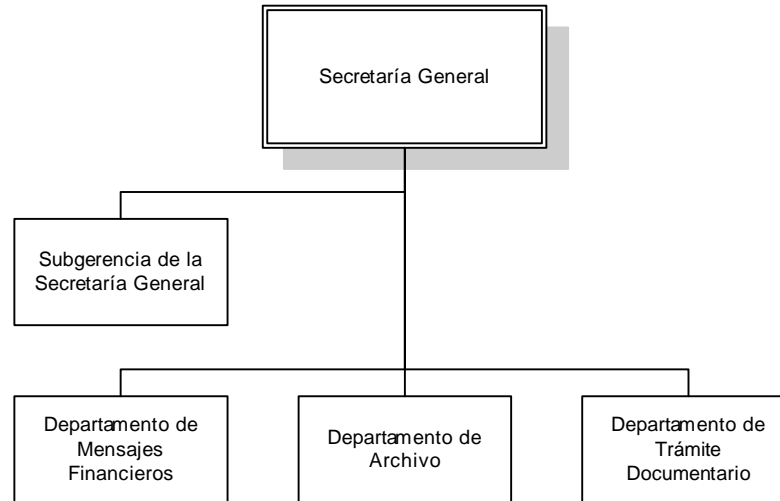 Secretaría General
Subgerencia de la
Secretaría General
Departamento de
Mensajes
Financieros
Departamento de
Archivo
Departamento de
Trámite
Documentario